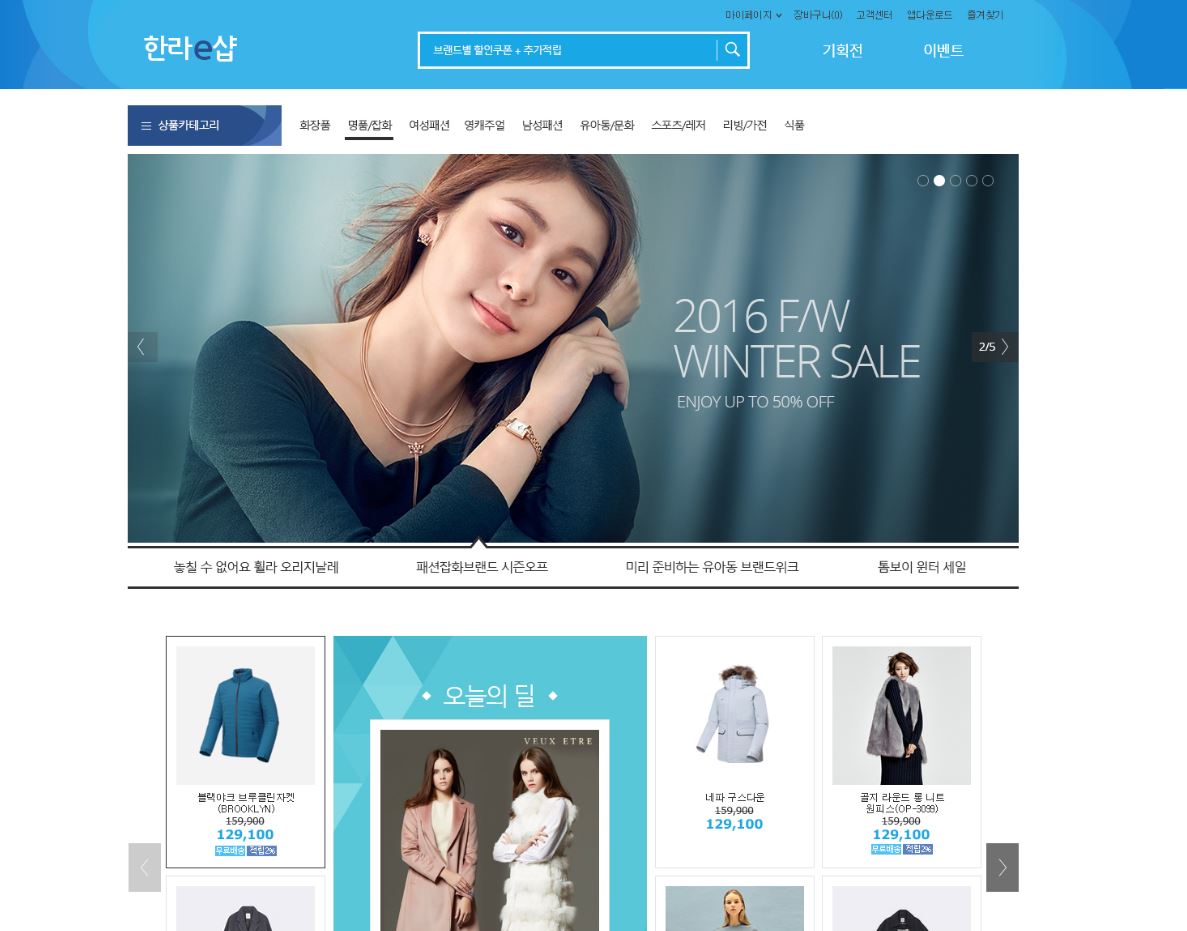 마이페이지 장바구니(0) 고객센터 앱다운로드 즐겨찾기
한라e샵
브랜드별 할인쿠폰 + 추가적립
기획전 이벤트
상품카테고리
화장품 명품/잡화 여성패션 영캐주얼 남성패션 유아동/문화 스포츠/레저 리빙/가전 식품
2016 F/W
WINTER SALE
ENJOY UP TO 50% OFF
2/5
놓칠 수 없어요 휠라 오리지날레 패션잡화브랜드 시즌오프 미리 준비하는 유아동 브랜드위크 톰보이 윈터 세일
블랙야크 브루클린자켓
(BROOKLYN)
159,900
129,100
무료배송 적립2%
오늘의 딜
VEUX ETRE
네파 구스다운
159,900
129,100
골지 라운드 롱 니트
원피스(OP-3099)
159,900
129,100
무료배송 적립2%